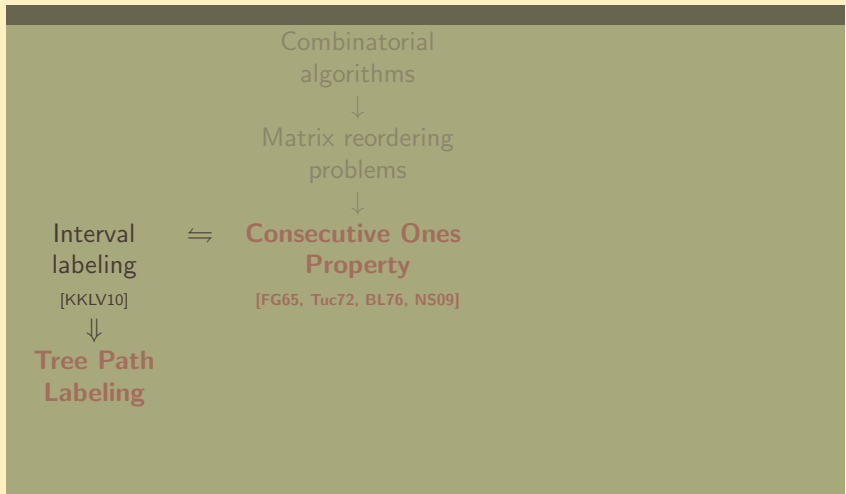 Combinatorial
algorithms
↓
Matrix reordering
problems
↓
Interval
labeling
[KKLV10]
⇋
Consecutive Ones
Property
[FG65, Tuc72, BL76, NS09]
⇓
Tree Path
Labeling